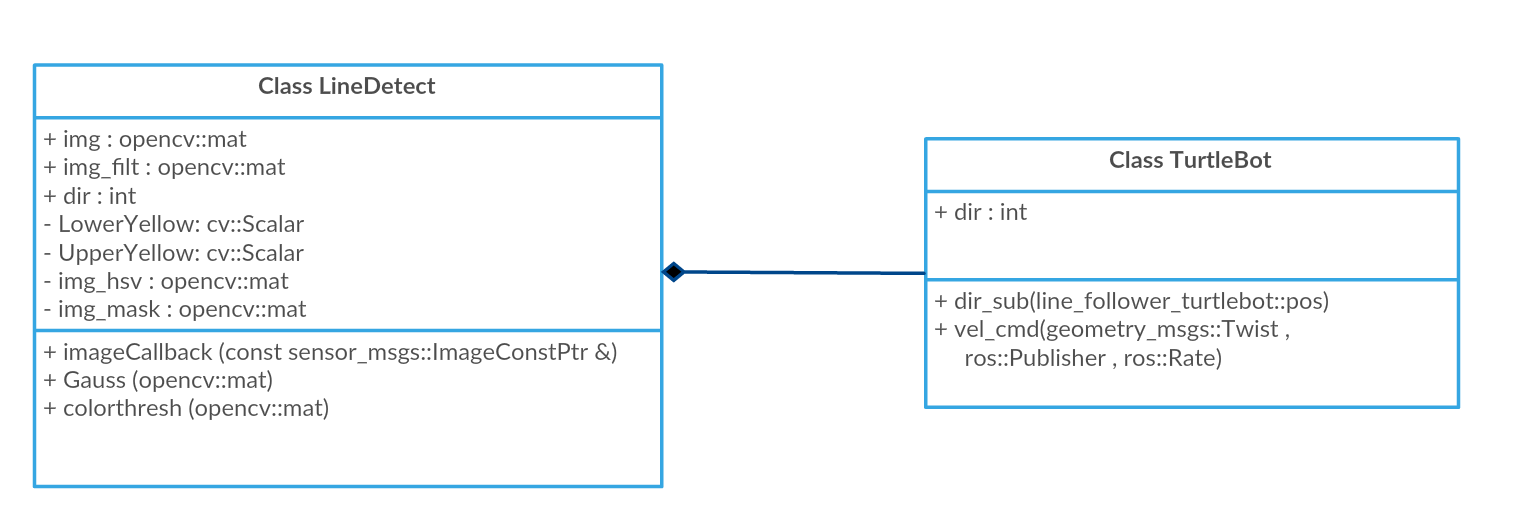 Class LineDetect
+ img : opencv::mat
+ img_filt : opencv::mat
+ dir : int
- LowerYellow: cv::Scalar
- UpperYellow: cv::Scalar
- img_hsv : opencv::mat
- img_mask : opencv::mat
+ imageCallback (const sensor_msgs::ImageConstPtr &)
+ Gauss (opencv::mat)
+ colorthresh (opencv::mat)
Class TurtleBot
+ dir : int
+ dir_sub(line_follower_turtlebot::pos)
+ vel_cmd(geometry_msgs::Twist ,
ros::Publisher , ros::Rate)